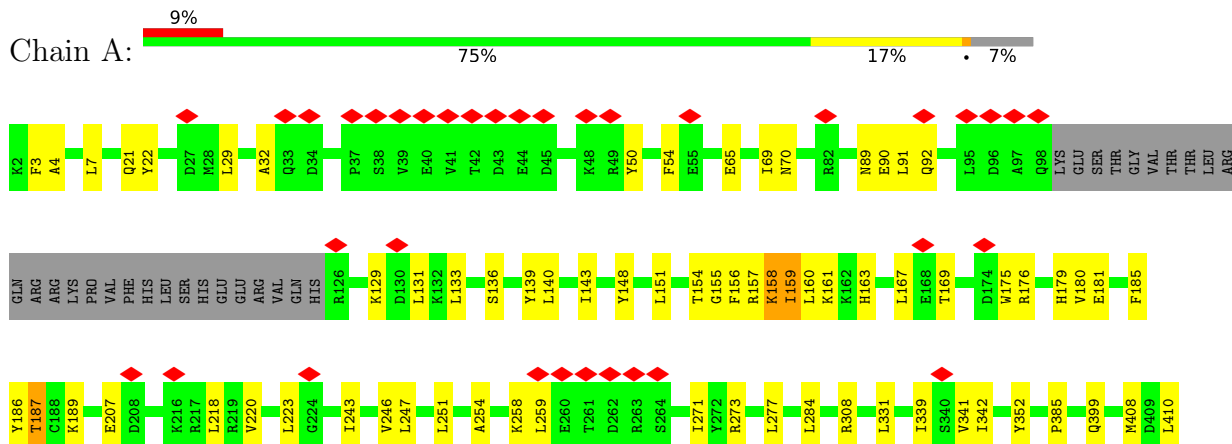 9%
Chain A:
75% 17% • 7%
K2 F3 A4 L7 Q21 Y22 D27 M28 L29 A32 Q33 D34 P37 S38 V39 E40 V41 T42 D43 E44 D45 K48 R49 Y50 F54 E55 E65 I69 N70 R82 N89 E90 L91 Q92 L95 D96 A97 Q98 LYS GLU SER THR GLY VAL THR THR LEU ARG
GLN ARG ARG LYS PRO VAL PHE HIS LEU SER HIS GLU GLU ARG VAL GLN HIS R126 K129 D130 L131 K132 L133 S136 Y139 L140 I143 Y148 L151 T154 G155 F156 R157 K158 I159 L160 K161 K162 H163 L167 E168 T169 D174 W175 R176 H179 V180 E181 F185
Y186 T187 C188 K189 E207 D208 K216 R217 L218 R219 V220 L223 G224 I243 V246 L247 L251 A254 K258 L259 E260 T261 D262 R263 S264 I271 Y272 R273 L277 L284 R308 L331 I339 S340 V341 I342 Y352 P385 Q399 M408 D409 L410